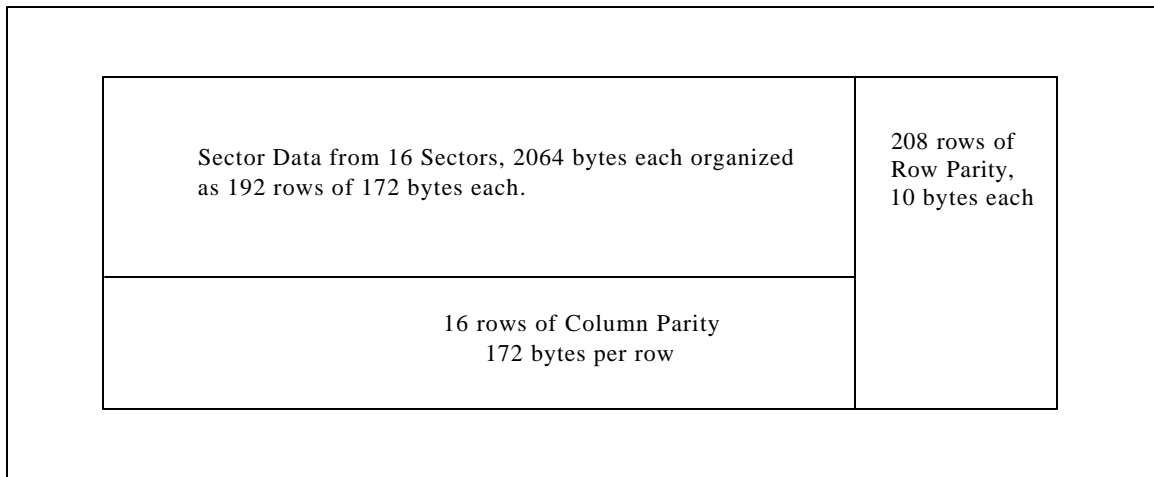 Sector Data from 16 Sectors, 2064 bytes each organized
as 192 rows of 172 bytes each.
208 rows of
Row Parity,
10 bytes each
16 rows of Column Parity
172 bytes per row